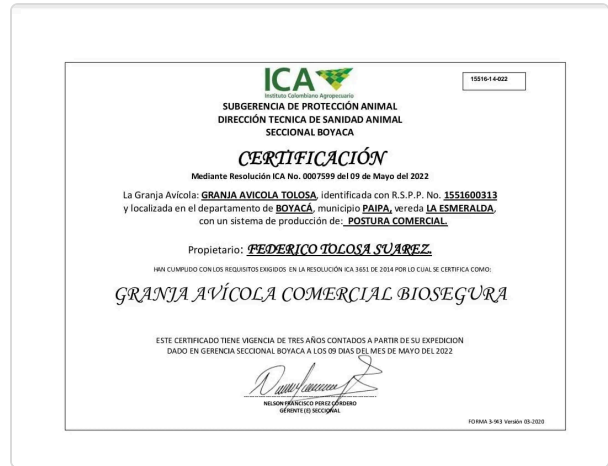 ICA
Instituto Colombiano Agropecuario
15516-14-022
SUBGERENCIA DE PROTECCIÓN ANIMAL
DIRECCIÓN TECNICA DE SANIDAD ANIMAL
SECCIONAL BOYACA
CERTIFICACIÓN
Mediante Resolución ICA No. 0007599 del 09 de Mayo del 2022
La Granja Avícola: GRANJA AVICOLA TOLOSA, identificada con R.S.P.P. No. 1551600313
y localizada en el departamento de BOYACÁ, municipio PAIPA, vereda LA ESMERALDA,
con un sistema de producción de: POSTURA COMERCIAL.
Propietario: FEDERICO TOLOSA SUAREZ.
HAN CUMPLIDO CON LOS REQUISITOS EXIGIDOS EN LA RESOLUCIÓN ICA 3651 DE 2014 POR LO CUAL SE CERTIFICA COMO:
GRANJA AVÍCOLA COMERCIAL BIOSEGURA
ESTE CERTIFICADO TIENE VIGENCIA DE TRES AÑOS CONTADOS A PARTIR DE SU EXPEDICION
DADO EN GERENCIA SECCIONAL BOYACA A LOS 09 DIAS DEL MES DE MAYO DEL 2022
NELSON FRANCISCO PEREZ CORDERO
GERENTE (E) SECCIONAL
FORMA 3-943 Versión 03-2020